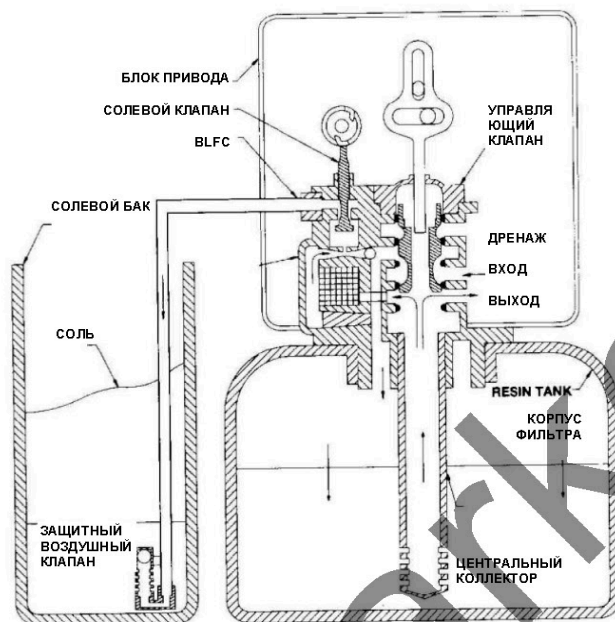 БЛОК ПРИВОДА
СОЛЕВОЙ КЛАПАН
BLFC
СОЛЕВОЙ БАК
СОЛЬ
ЗАЩИТНЫЙ
ВОЗДУШНЫЙ
КЛАПАН
УПРАВЛЯ
ЮЩИЙ
КЛАПАН
ДРЕНАЖ
ВХОД
ВЫХОД
RESIN TANK
КОРПУС
ФИЛЬТРА
ЦЕНТРАЛЬНЫЙ
КОЛЛЕКТОР